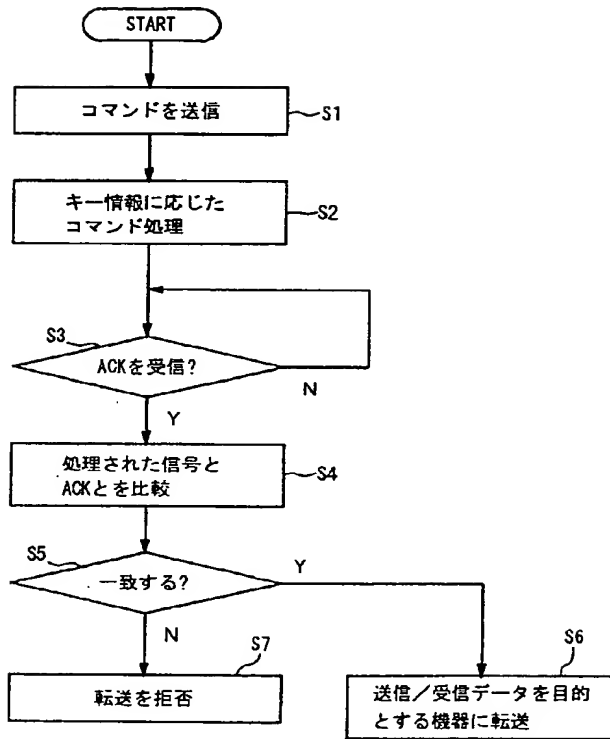 START
コマンドを送信
S1
キー情報に応じた
コマンド処理
S2
S3
ACKを受信?
N
Y
処理された信号と
ACKとを比較
S4
S5
一致する?
Y
N
S7
転送を拒否
S6
送信/受信データを目的
とする機器に転送